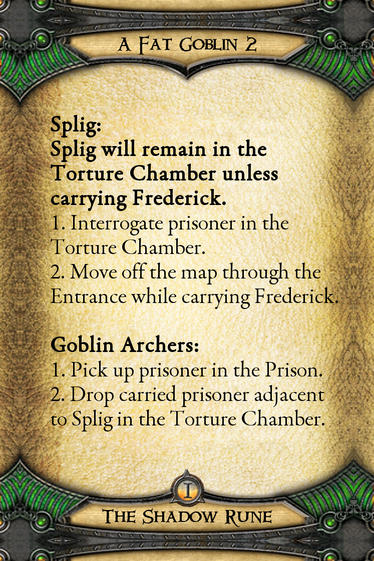 A Fat Goblin 2
Splig:
Splig will remain in the
Torture Chamber unless
carrying Frederick.
1. Interrogate prisoner in the
Torture Chamber.
2. Move off the map through the
Entrance while carrying Frederick.
Goblin Archers:
1. Pick up prisoner in the Prison.
2. Drop carried prisoner adjacent
to Splig in the Torture Chamber.
I
The Shadow Rune